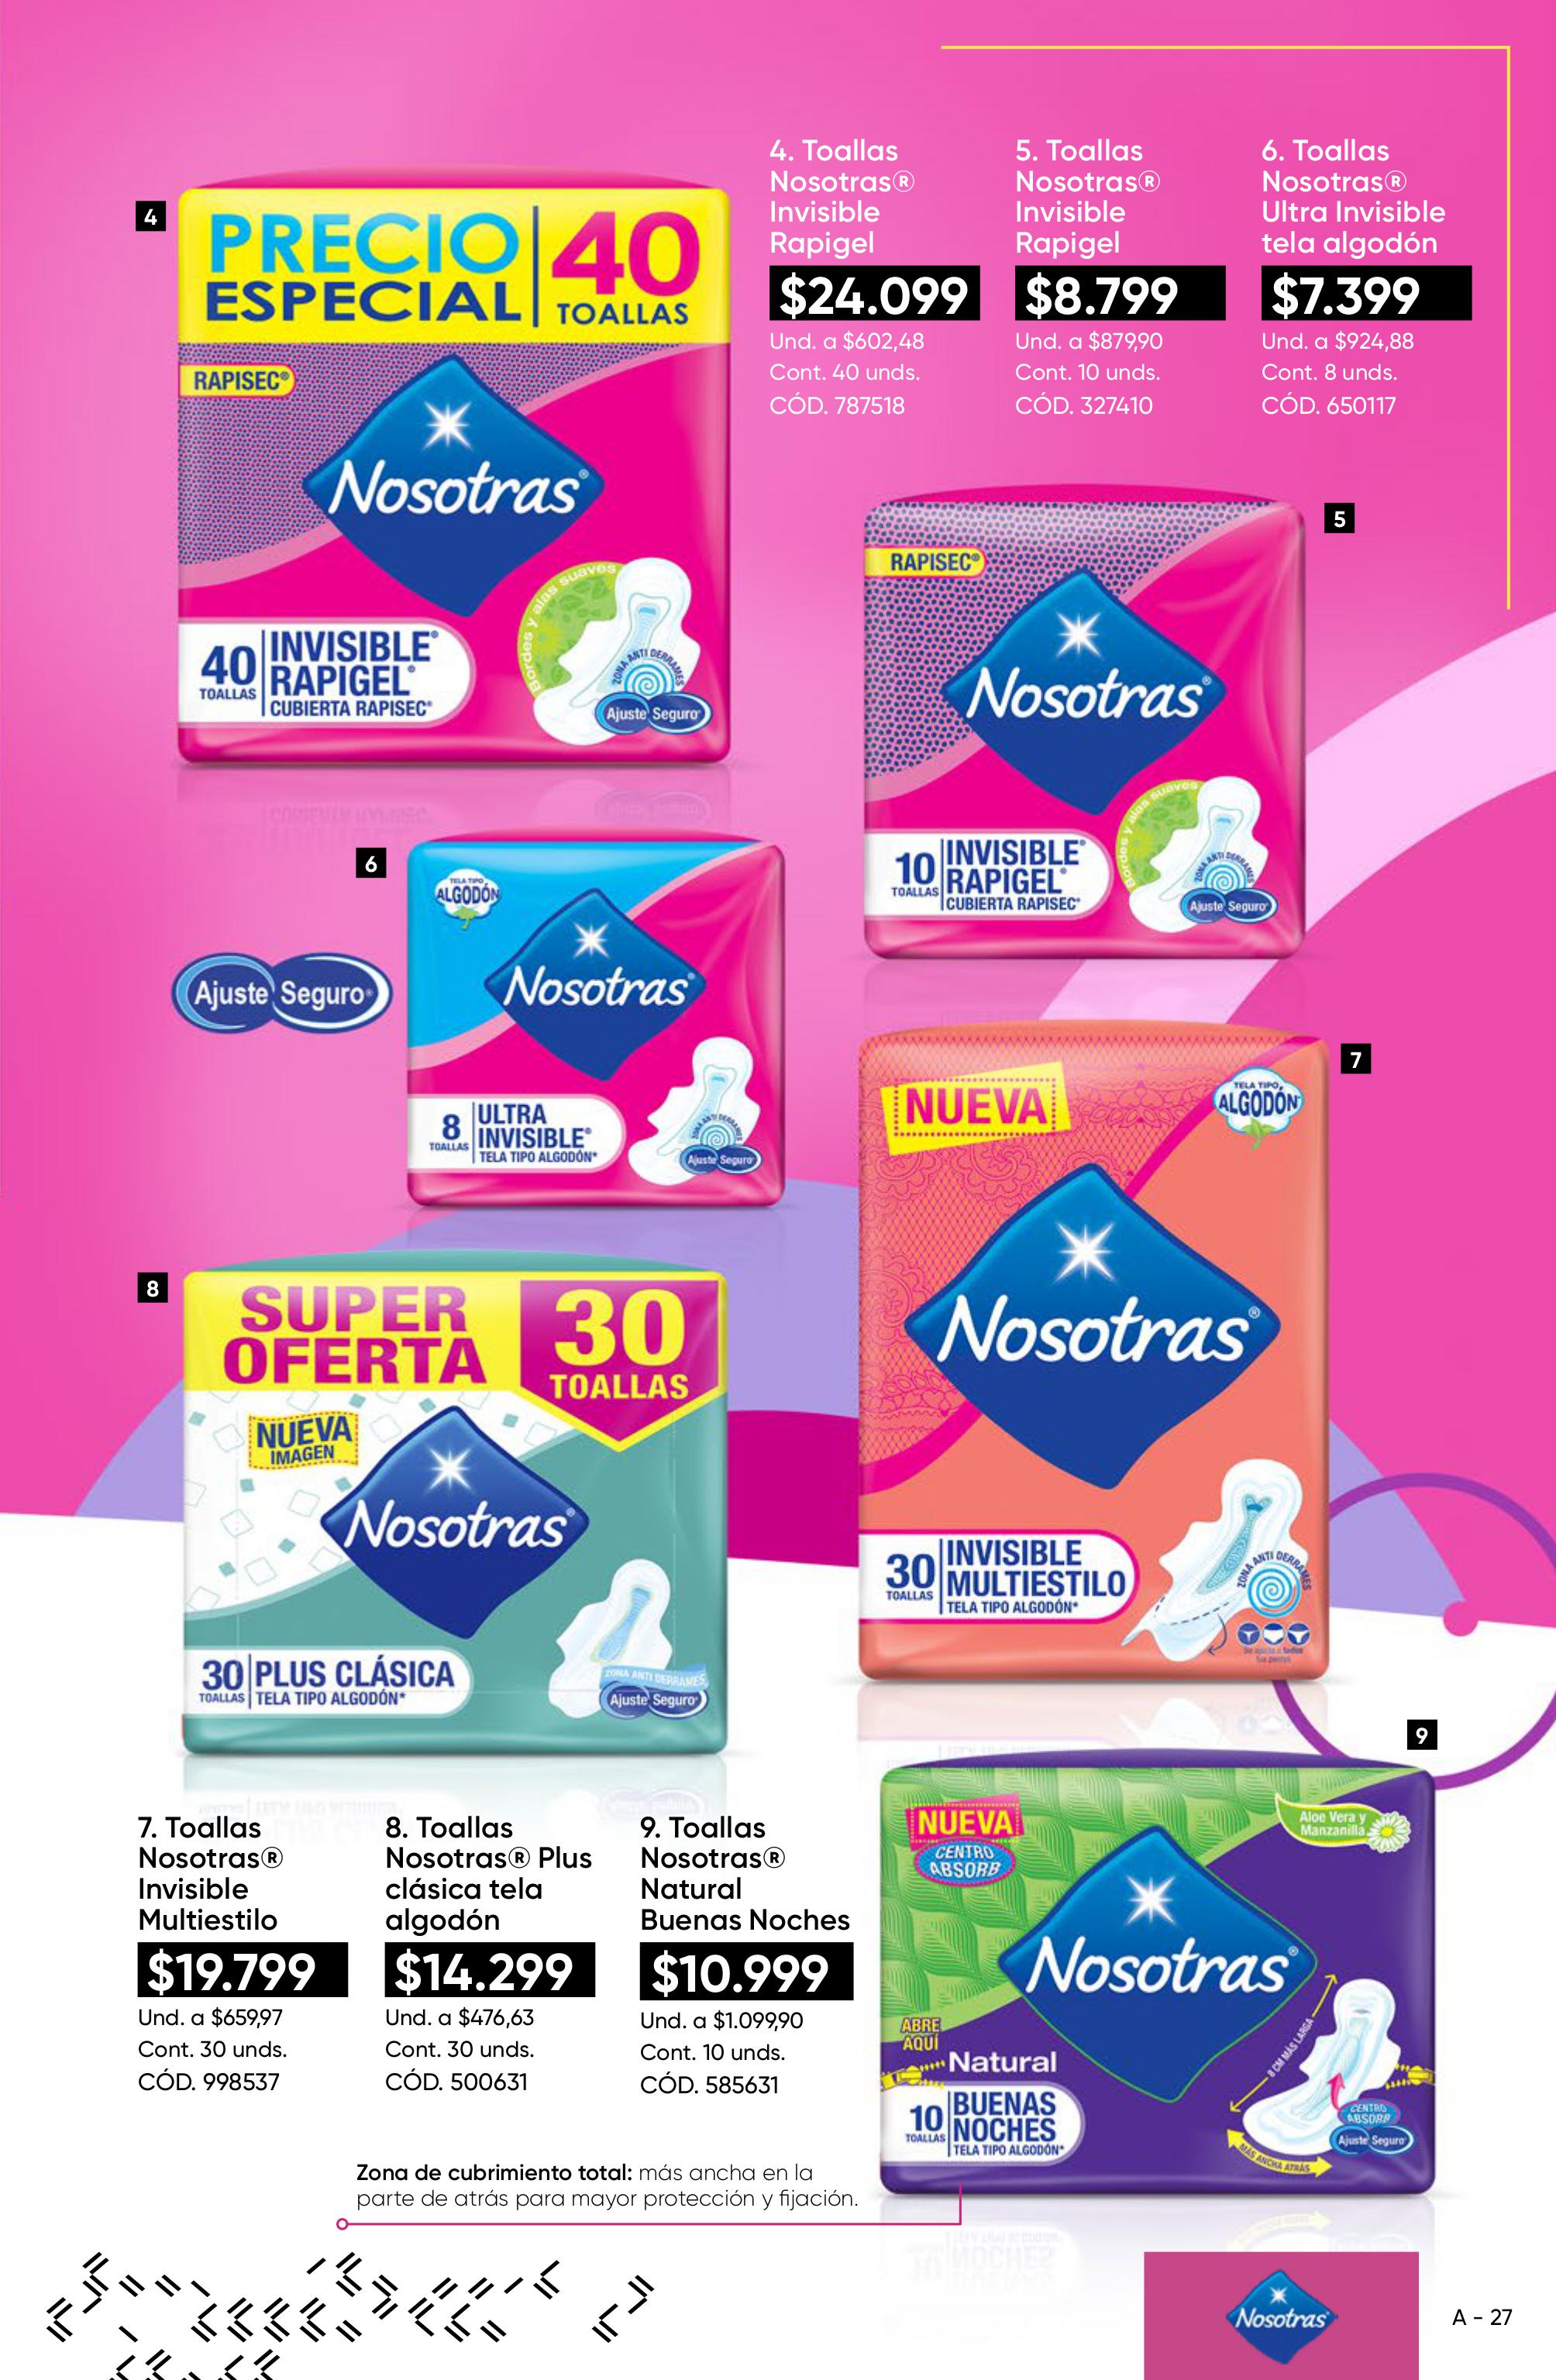 4. Toallas
Nosotras®
Invisible
Rapigel
$24.099
Und. a $602,48
Cont. 40 unds.
CÓD. 787518
5. Toallas
Nosotras®
Invisible
Rapigel
$8.799
Und. a $879,90
Cont. 10 unds.
CÓD. 327410
6. Toallas
Nosotras®
Ultra Invisible
tela algodón
$7.399
Und. a $924,88
Cont. 8 unds.
CÓD. 650117
4
PRECIO
ESPECIAL
40
TOALLAS
RAPISEC®
Nosotras®
Bordes y alas suaves
ZONA ANTI DERRAMES
Ajuste Seguro®
40
TOALLAS
INVISIBLE®
RAPIGEL®
CUBIERTA RAPISEC®
5
RAPISEC®
Nosotras®
Bordes y alas suaves
ZONA ANTI DERRAMES
Ajuste Seguro®
10
TOALLAS
INVISIBLE®
RAPIGEL®
CUBIERTA RAPISEC®
6
TELA TIPO
ALGODÓN
Nosotras®
Ajuste Seguro®
8
TOALLAS
ULTRA
INVISIBLE®
TELA TIPO ALGODÓN*
ZONA ANTI DERRAMES
Ajuste Seguro®
7
NUEVA
TELA TIPO
ALGODÓN*
Nosotras®
30
TOALLAS
INVISIBLE
MULTIESTILO
TELA TIPO ALGODÓN*
ZONA ANTI DERRAMES
Se ajusta a todos
tus pantys
8
SUPER
OFERTA
30
TOALLAS
NUEVA
IMAGEN
Nosotras®
30
TOALLAS
PLUS CLÁSICA
TELA TIPO ALGODÓN*
ZONA ANTI DERRAMES
Ajuste Seguro®
7. Toallas
Nosotras®
Invisible
Multiestilo
$19.799
Und. a $659,97
Cont. 30 unds.
CÓD. 998537
8. Toallas
Nosotras® Plus
clásica tela
algodón
$14.299
Und. a $476,63
Cont. 30 unds.
CÓD. 500631
9. Toallas
Nosotras®
Natural
Buenas Noches
$10.999
Und. a $1.099,90
Cont. 10 unds.
CÓD. 585631
9
NUEVA
CENTRO
ABSORB
Aloe Vera y
Manzanilla
Nosotras®
ABRE
AQUÍ
Natural
10
TOALLAS
BUENAS
NOCHES
TELA TIPO ALGODÓN*
8 CM MÁS LARGA
MÁS ANCHA ATRÁS
CENTRO
ABSORB
Ajuste Seguro®
Zona de cubrimiento total: más ancha en la
parte de atrás para mayor protección y fijación.
Nosotras®
A - 27